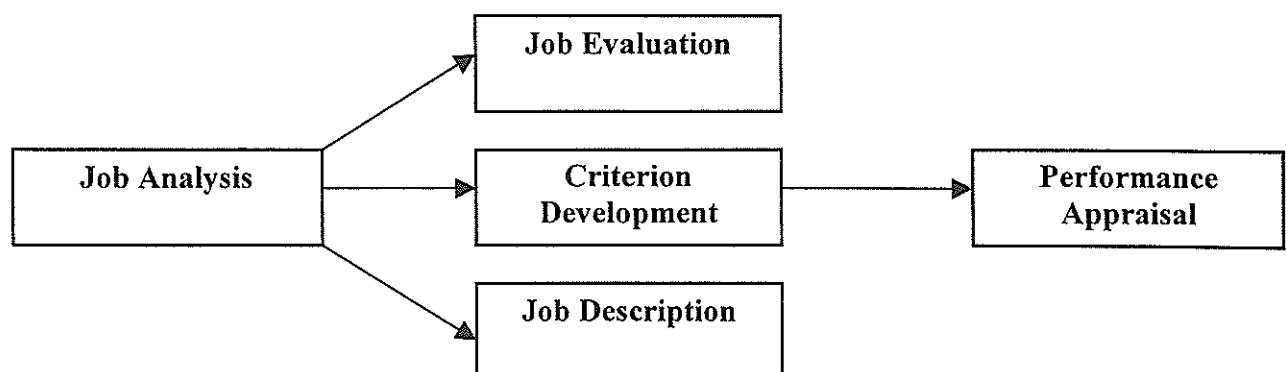 Job Evaluation
Job Analysis
Criterion
Development
Performance
Appraisal
Job Description